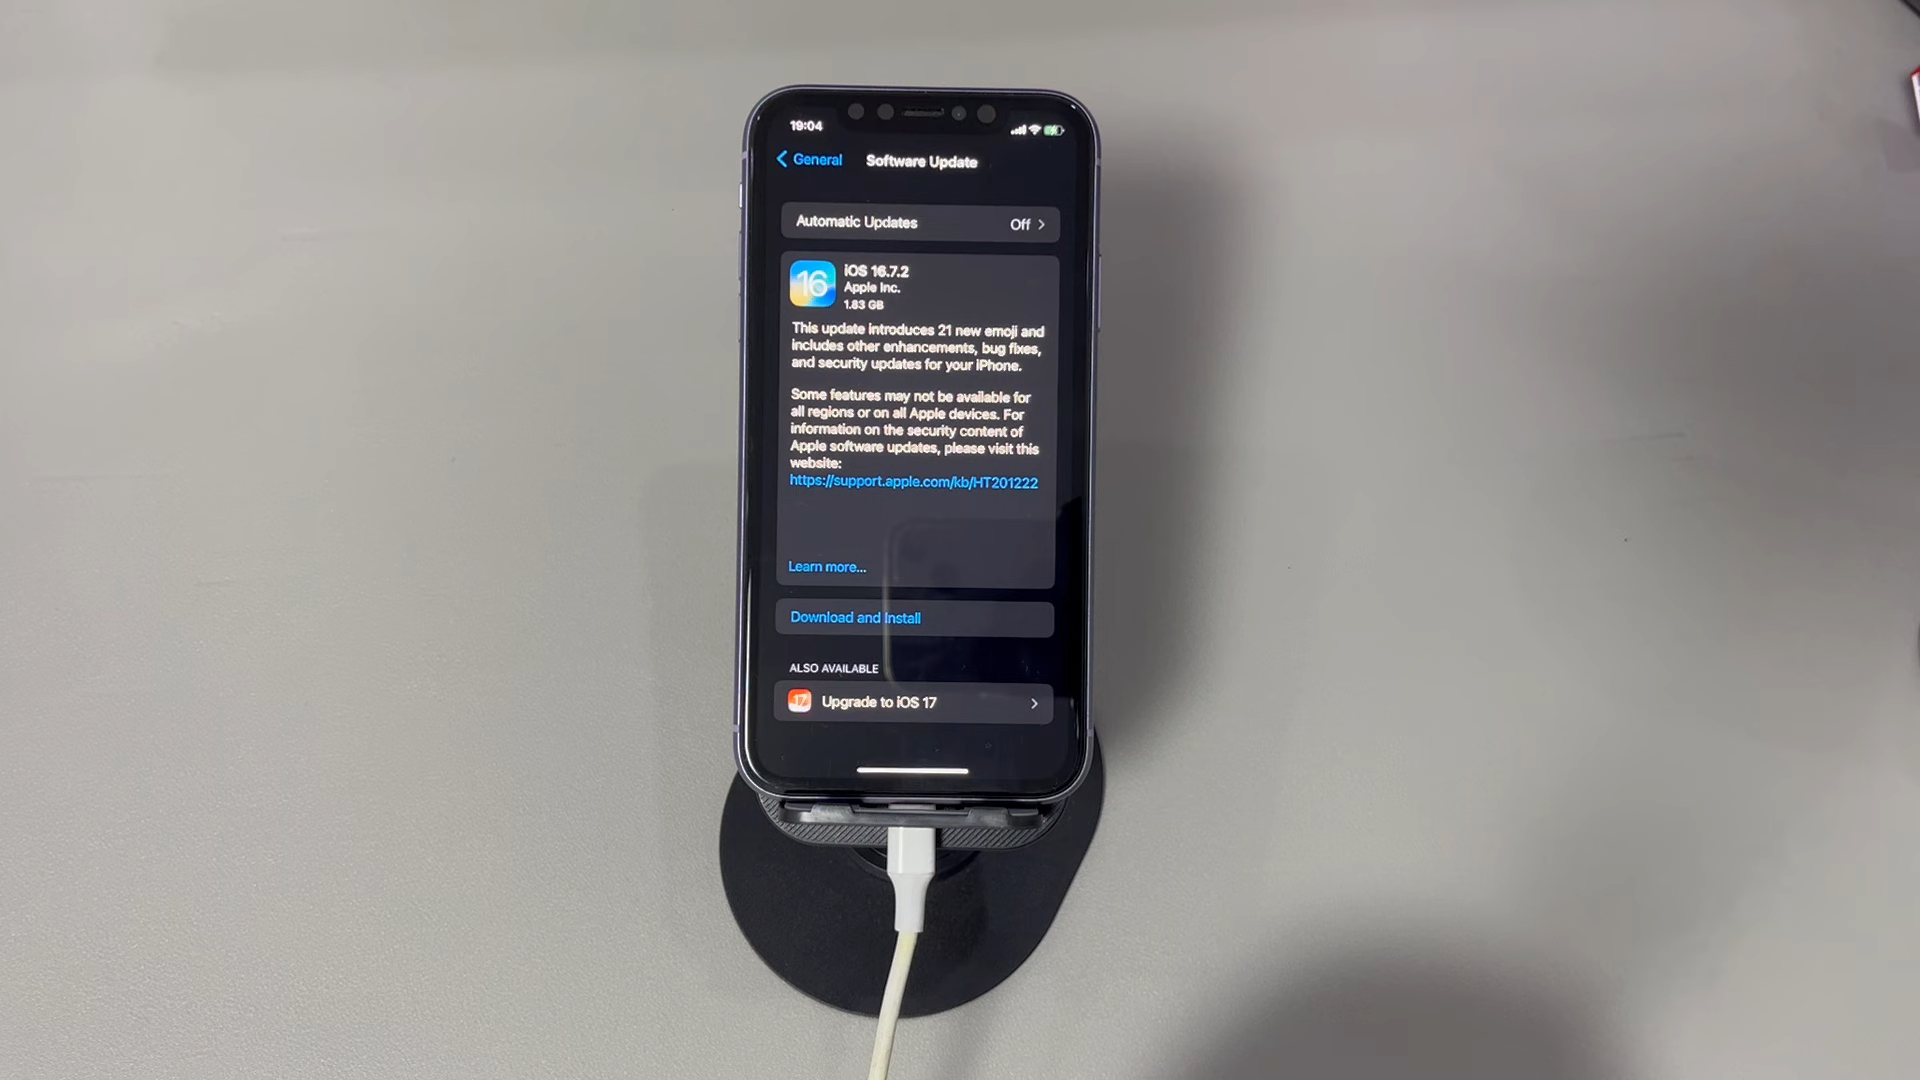 19:04
General
Software Update
Automatic Updates
Off
16
iOS 16.7.2
Apple Inc.
1.83 GB
This update introduces 21 new emoji and
includes other enhancements, bug fixes,
and security updates for your iPhone.
Some features may not be available for
all regions or on all Apple devices. For
information on the security content of
Apple software updates, please visit this
website:
https://support.apple.com/kb/HT201222
Learn more...
Download and Install
ALSO AVAILABLE
17
Upgrade to iOS 17